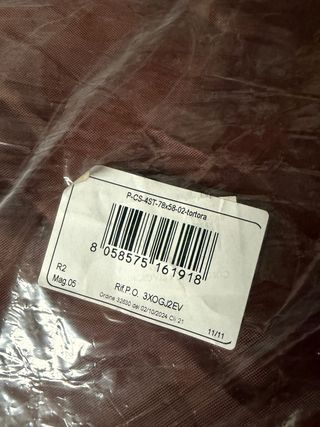 P-CS-4ST-78x58-02-tortora
8 058575 161918
R2
Rif.P.O. 3XOGJ2EV
Mag.05
Ordine 32850 del 02/10/2024 Cli 21
11/11